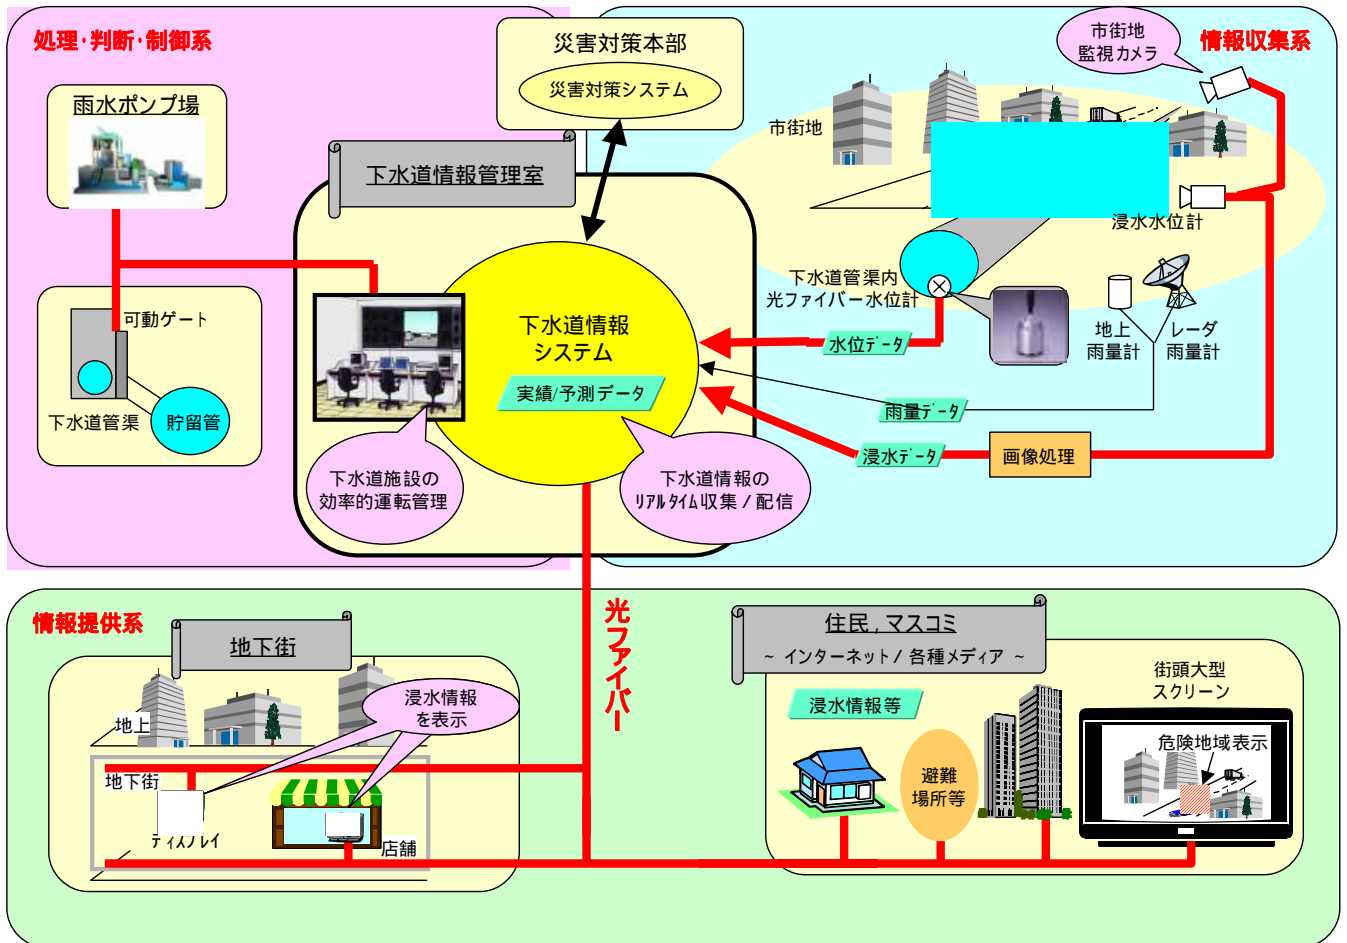 処理・判断・制御系
雨水ポンプ場
可動ゲート
下水道管渠
貯留管
災害対策本部
災害対策システム
下水道情報管理室
下水道情報
システム
実績/予測データ
下水道施設の
効率的運転管理
下水道情報の
リアルタイム収集/配信
情報収集系
市街地
監視カメラ
市街地
浸水水位計
下水道管渠内
光ファイバー水位計
地上
雨量計
レーダ
雨量計
水位データ
雨量データ
浸水データ
画像処理
情報提供系
地下街
浸水情報
を表示
地上
地下街
ディスプレイ
店舗
光ファイバー
住民,マスコミ
~ インターネット/各種メディア ~
浸水情報等
避難
場所等
街頭大型
スクリーン
危険地域表示